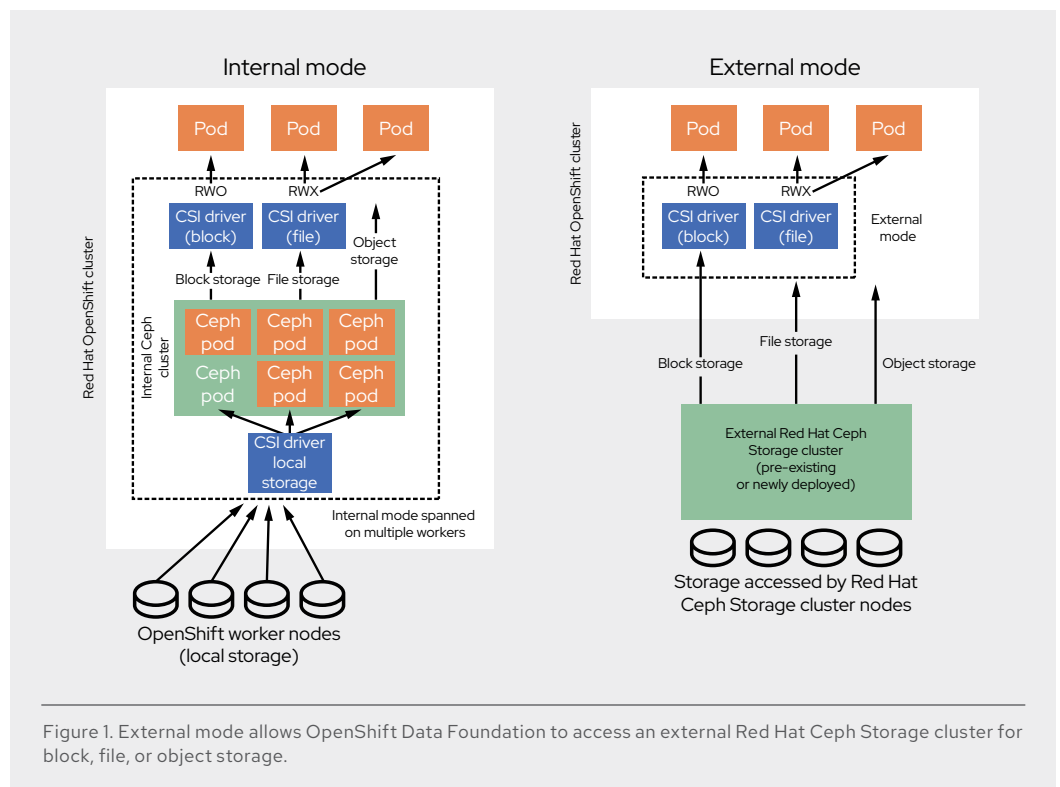 Internal mode
Red Hat OpenShift cluster
Pod
Pod
Pod
RWO
RWX
CSI driver
(block)
CSI driver
(file)
Object
storage
Block storage
File storage
Internal Ceph
cluster
Ceph
pod
Ceph
pod
Ceph
pod
Ceph
pod
Ceph
pod
Ceph
pod
CSI driver
local
storage
Internal mode spanned
on multiple workers
OpenShift worker nodes
(local storage)
External mode
Red Hat OpenShift cluster
Pod
Pod
Pod
RWO
RWX
CSI driver
(block)
CSI driver
(file)
External
mode
Block storage
File storage
Object storage
External Red Hat Ceph
Storage cluster
(pre-existing
or newly deployed)
Storage accessed by Red Hat
Ceph Storage cluster nodes
Figure 1. External mode allows OpenShift Data Foundation to access an external Red Hat Ceph Storage cluster for
block, file, or object storage.